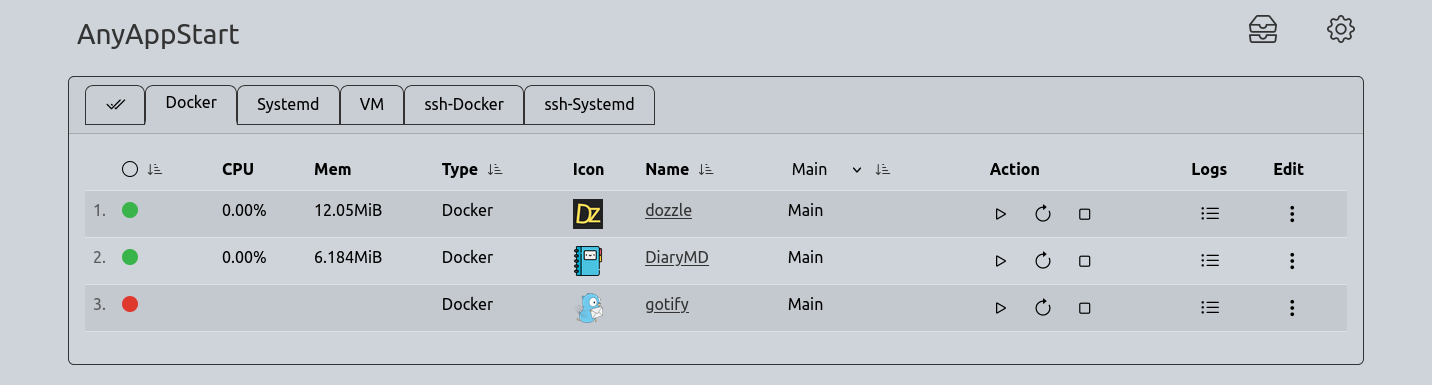 AnyAppStart
Docker Systemd VM ssh-Docker ssh-Systemd
CPU Mem Type Icon Name Main Action Logs Edit
1. 0.00% 12.05MiB Docker DZ dozzle Main
2. 0.00% 6.184MiB Docker DiaryMD Main
3. Docker gotify Main